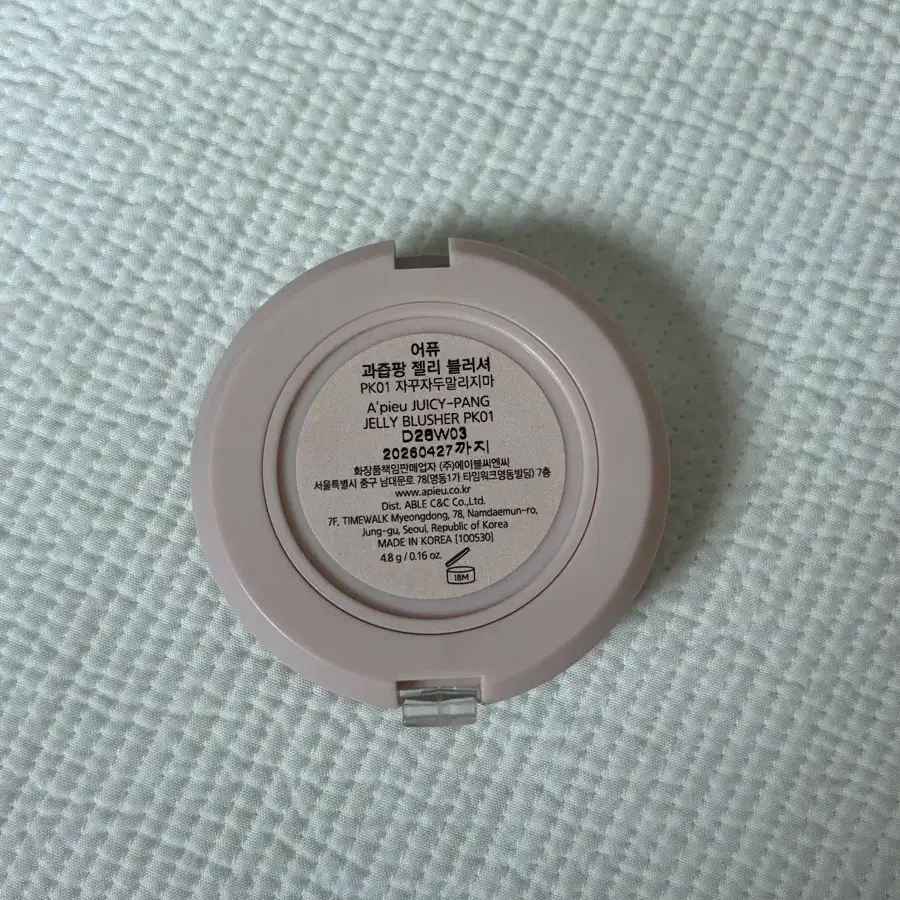 어퓨
과즙팡 젤리 블러셔
PK01 자꾸자두말리지마
A'pieu JUICY-PANG
JELLY BLUSHER PK01
D28W03
20260427까지
화장품책임판매업자 (주)에이블씨엔씨
서울특별시 중구 남대문로 78(명동1가 타임워크명동빌딩) 7층
www.apieu.co.kr
Dist. ABLE C&C Co.,Ltd.
7F, TIMEWALK Myeongdong, 78, Namdaemun-ro,
Jung-gu, Seoul, Republic of Korea
MADE IN KOREA [100530]
4.8 g / 0.16 oz.
18M